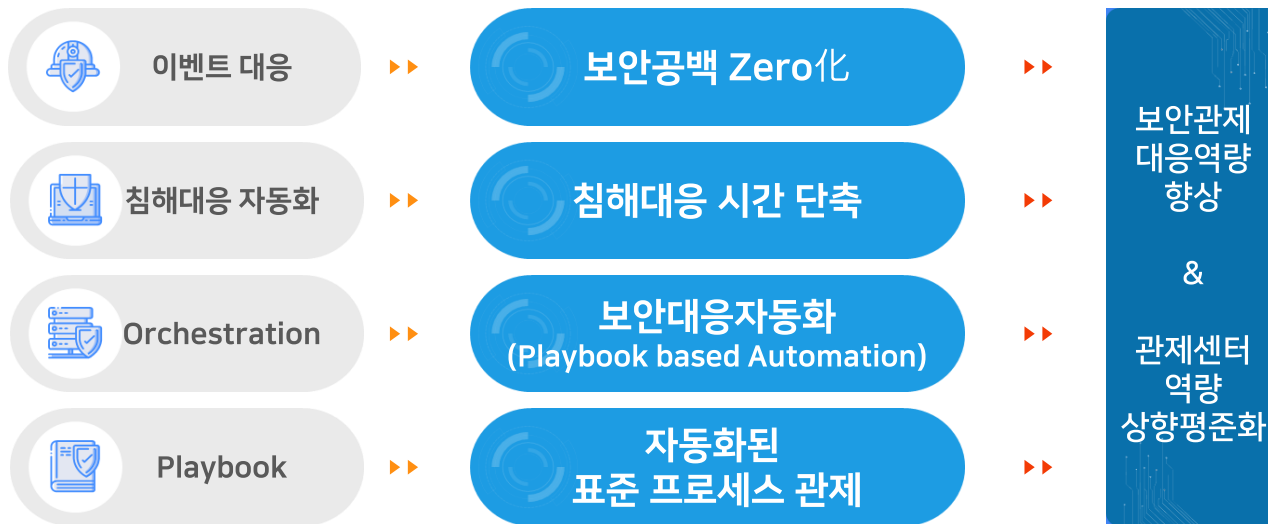 이벤트 대응
보안공백 Zero化
침해대응 자동화
침해대응 시간 단축
Orchestration
보안대응자동화
(Playbook based Automation)
Playbook
자동화된
표준 프로세스 관제
보안관제
대응역량
향상
&
관제센터
역량
상향평준화